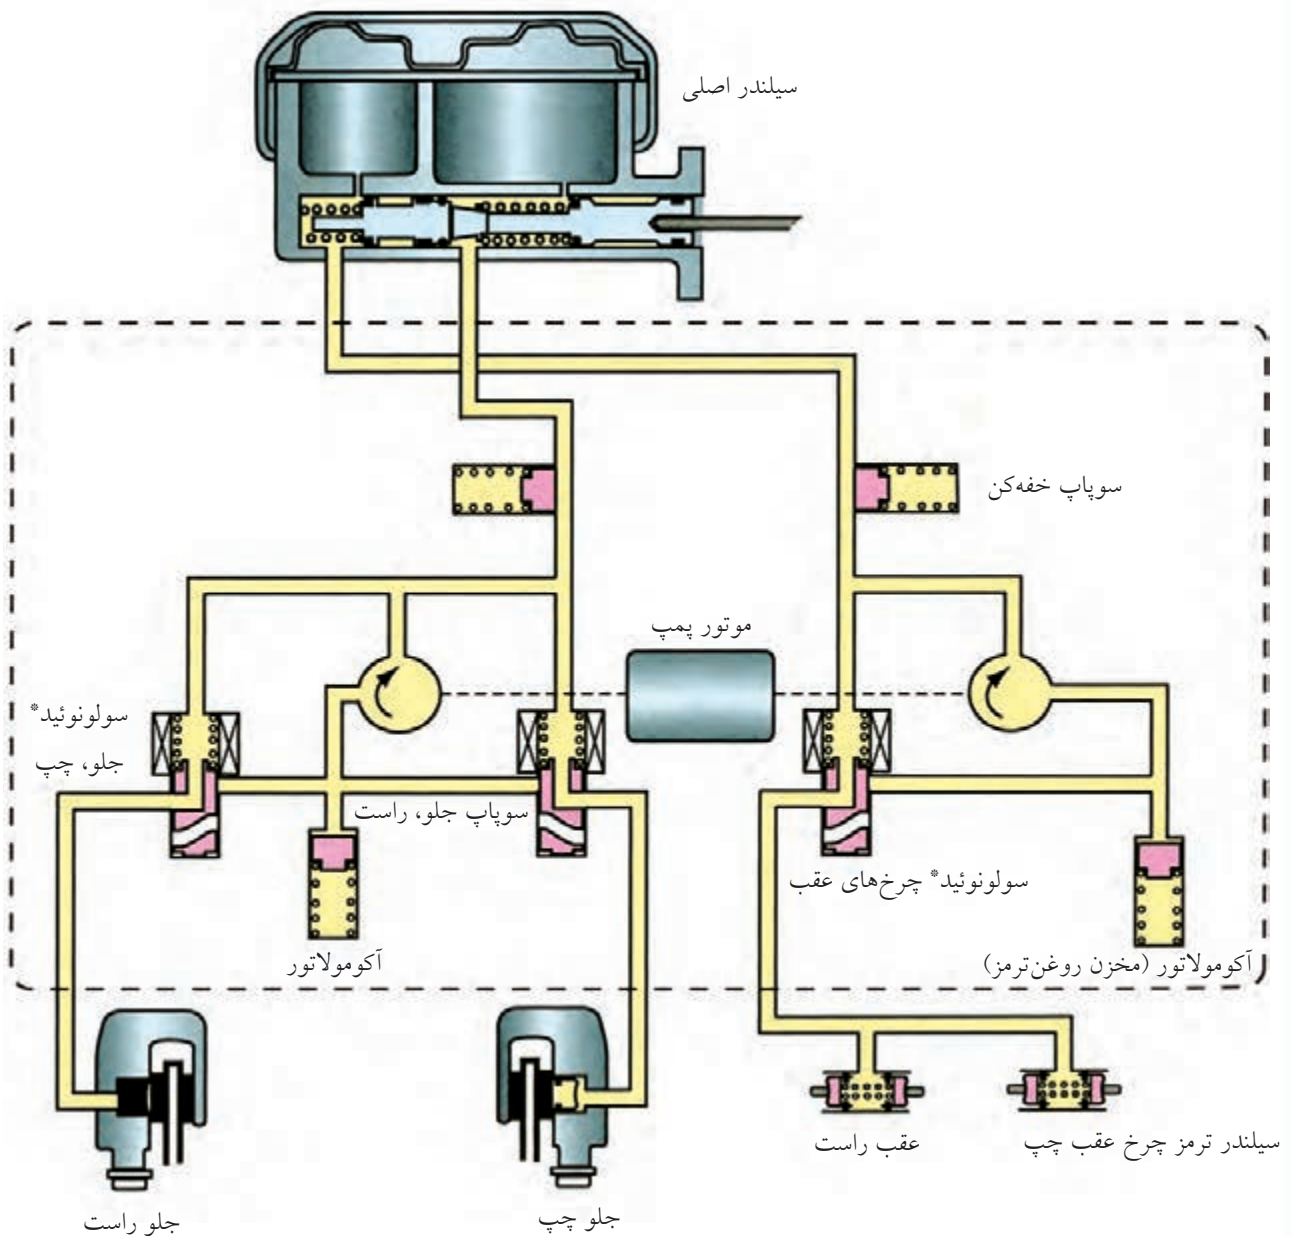 سیلندر اصلی
سوپاپ خفه‌کن
موتور پمپ
سولونوئید*
جلو، چپ
سوپاپ جلو، راست
سولونوئید* چرخ‌های عقب
آکومولاتور
آکومولاتور (مخزن روغن‌ترمز)
سیلندر ترمز چرخ عقب چپ
عقب راست
جلو چپ
جلو راست